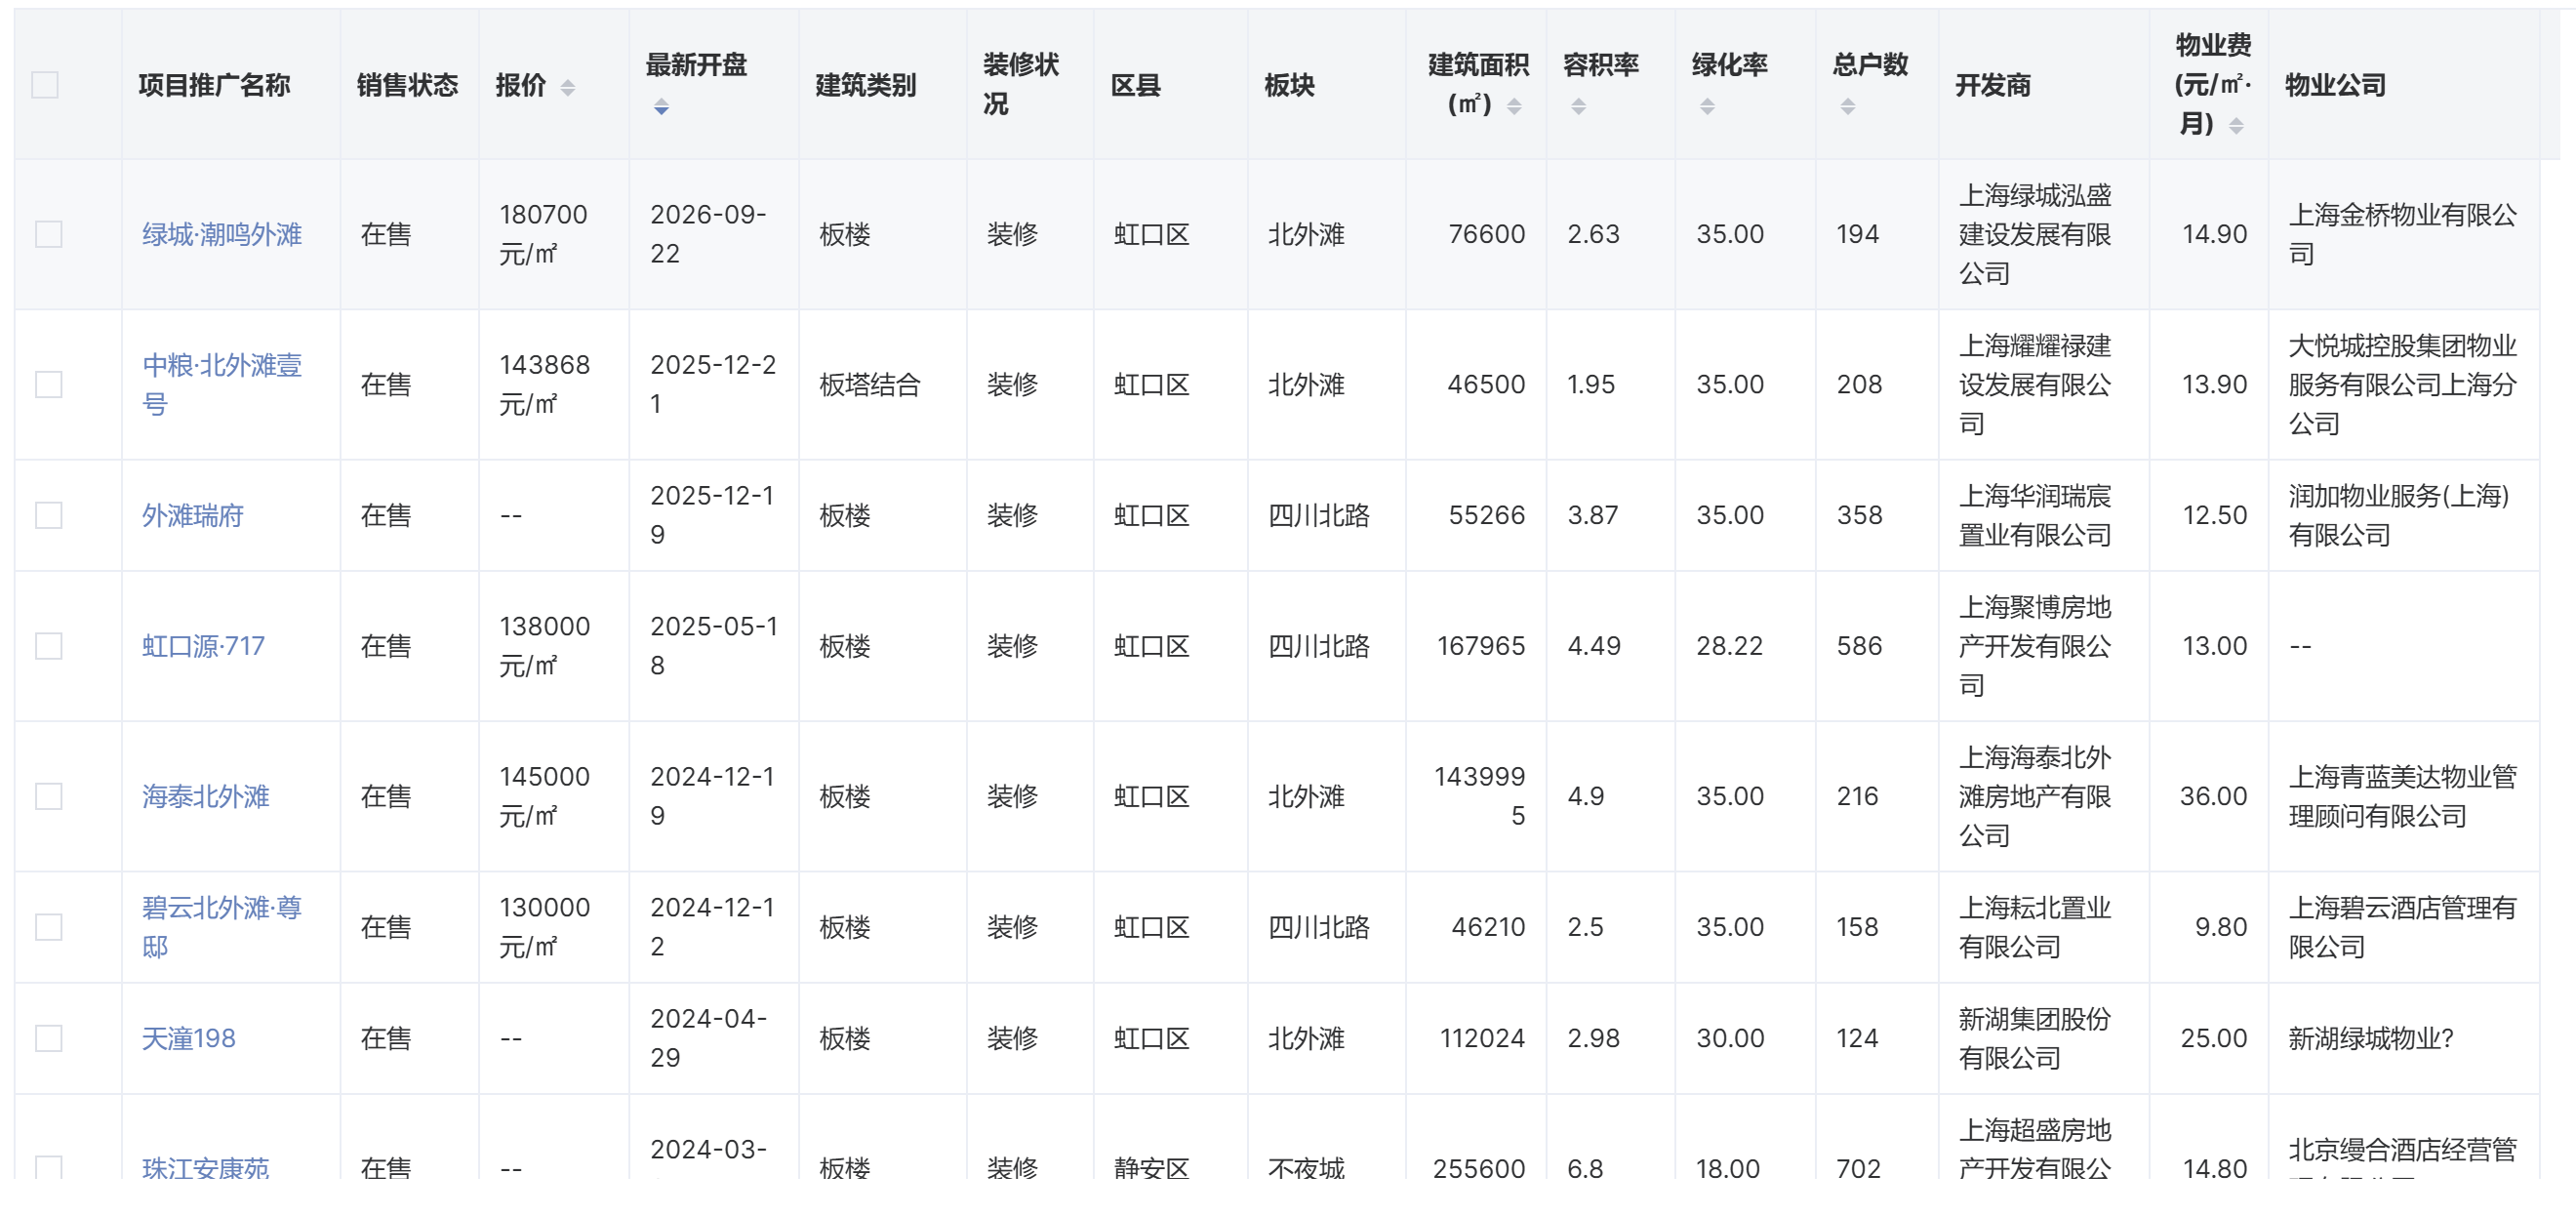 项目推广名称 销售状态 报价 最新开盘 建筑类别 装修状况 区县 板块 建筑面积(㎡) 容积率 绿化率 总户数 开发商 物业费(元/㎡·月) 物业公司
绿城·潮鸣外滩 在售 180700元/㎡ 2026-09-22 板楼 装修 虹口区 北外滩 76600 2.63 35.00 194 上海绿城泓盛建设发展有限公司 14.90 上海金桥物业有限公司
中粮·北外滩壹号 在售 143868元/㎡ 2025-12-21 板塔结合 装修 虹口区 北外滩 46500 1.95 35.00 208 上海耀耀禄建设发展有限公司 13.90 大悦城控股集团物业服务有限公司上海分公司
外滩瑞府 在售 -- 2025-12-19 板楼 装修 虹口区 四川北路 55266 3.87 35.00 358 上海华润瑞宸置业有限公司 12.50 润加物业服务(上海)有限公司
虹口源·717 在售 138000元/㎡ 2025-05-18 板楼 装修 虹口区 四川北路 167965 4.49 28.22 586 上海聚博房地产开发有限公司 13.00 --
海泰北外滩 在售 145000元/㎡ 2024-12-19 板楼 装修 虹口区 北外滩 1439995 4.9 35.00 216 上海海泰北外滩房地产有限公司 36.00 上海青蓝美达物业管理顾问有限公司
碧云北外滩·尊邸 在售 130000元/㎡ 2024-12-12 板楼 装修 虹口区 四川北路 46210 2.5 35.00 158 上海耘北置业有限公司 9.80 上海碧云酒店管理有限公司
天潼198 在售 -- 2024-04-29 板楼 装修 虹口区 北外滩 112024 2.98 30.00 124 新湖集团股份有限公司 25.00 新湖绿城物业?
珠江安康苑 在售 -- 2024-03- 板楼 装修 静安区 不夜城 255600 6.8 18.00 702 上海超盛房地产开发有限公 14.80 北京缦合酒店经营管